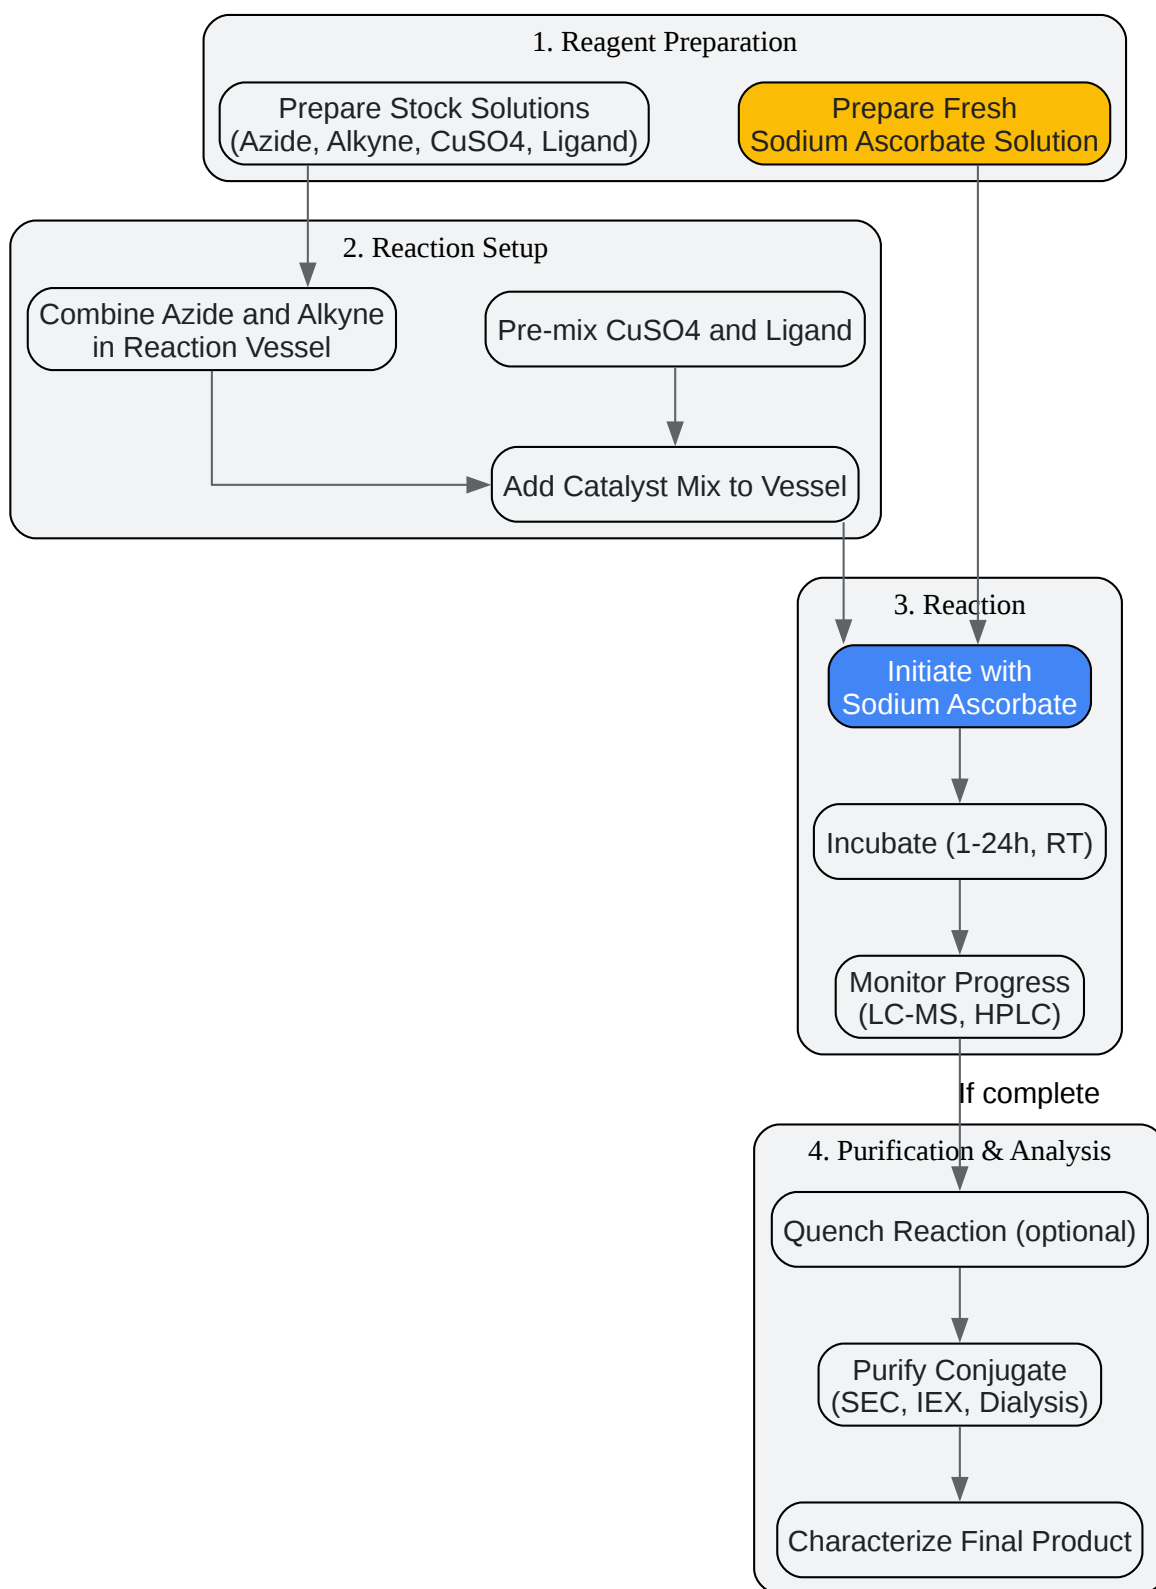 1. Reagent Preparation
Prepare Stock Solutions
(Azide, Alkyne, CuSO4, Ligand)
Prepare Fresh
Sodium Ascorbate Solution
2. Reaction Setup
Combine Azide and Alkyne
in Reaction Vessel
Pre-mix CuSO4 and Ligand
Add Catalyst Mix to Vessel
3. Reaction
Initiate with
Sodium Ascorbate
Incubate (1-24h, RT)
Monitor Progress
(LC-MS, HPLC)
If complete
4. Purification & Analysis
Quench Reaction (optional)
Purify Conjugate
(SEC, IEX, Dialysis)
Characterize Final Product